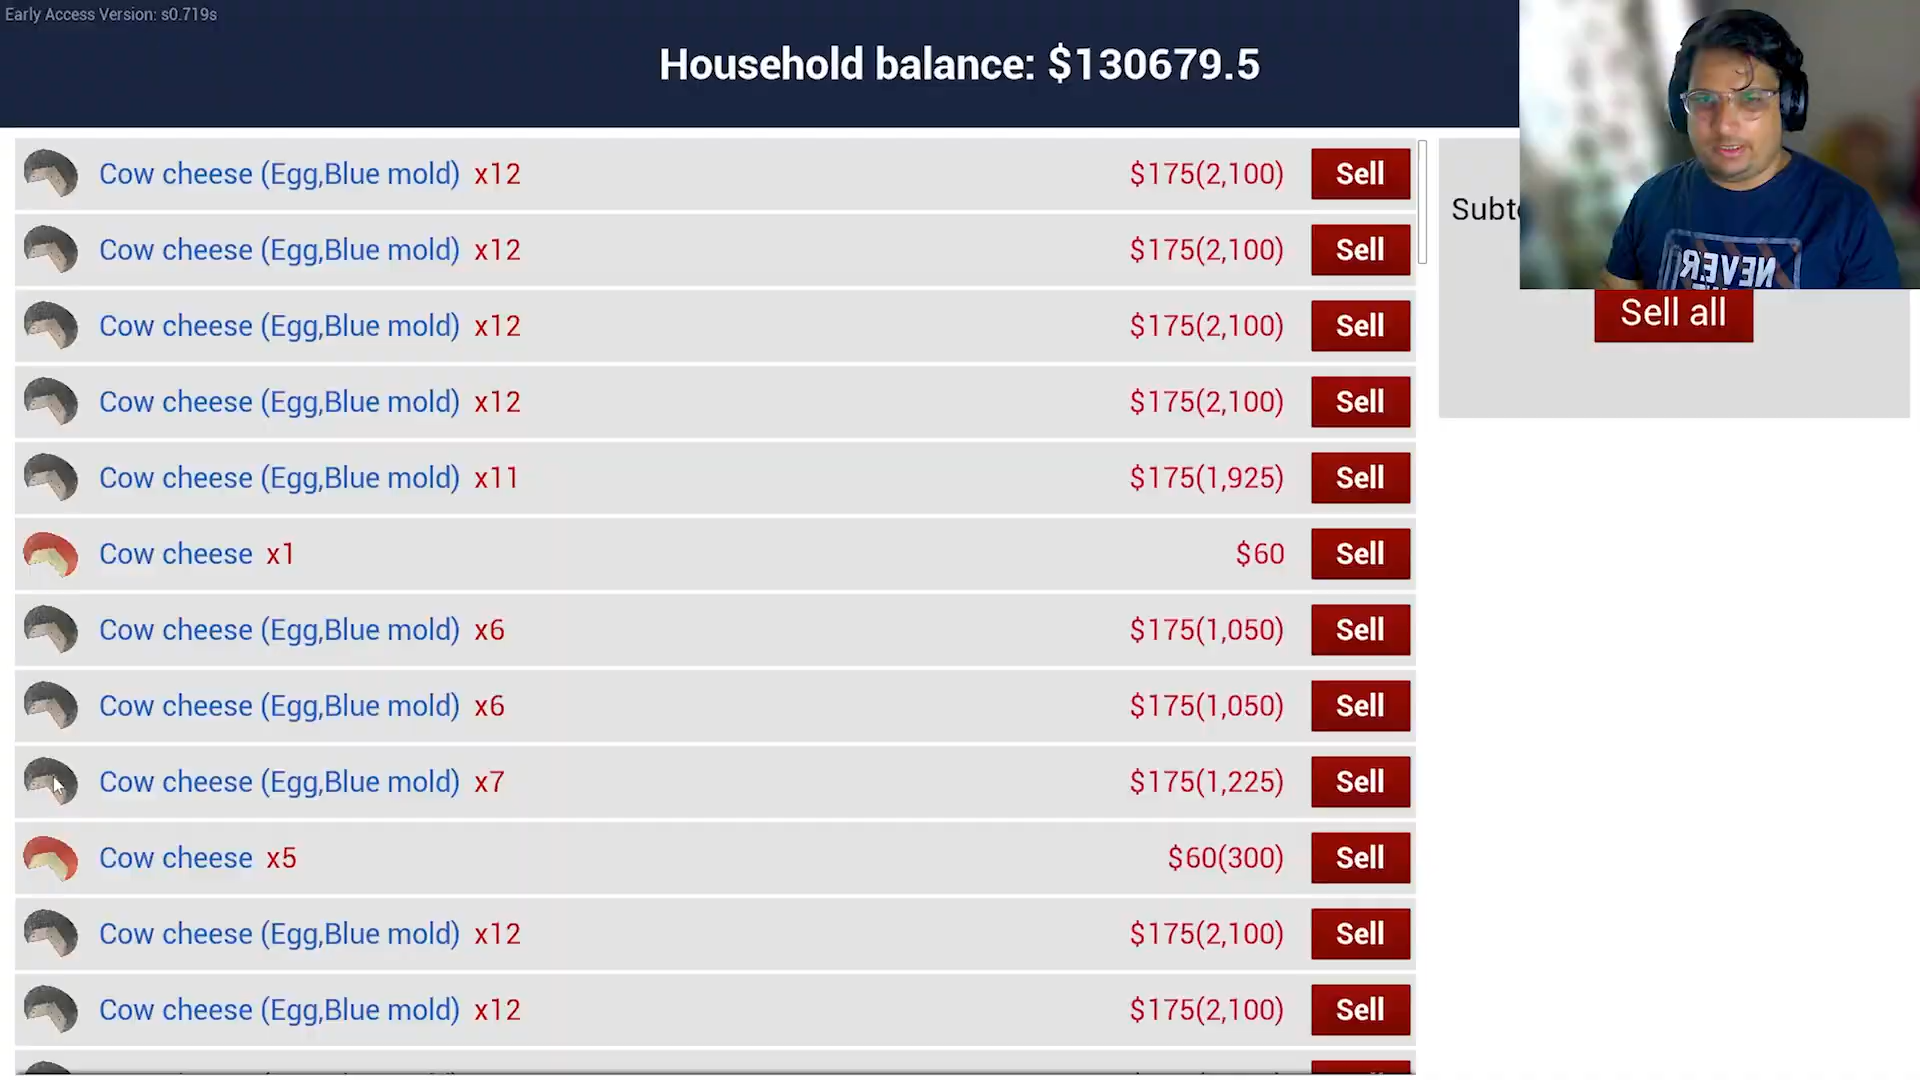 Early Access Version: s0.719s
Household balance: $130679.5
Cow cheese (Egg,Blue mold) x12 $175(2,100) Sell
Cow cheese (Egg,Blue mold) x12 $175(2,100) Sell
Cow cheese (Egg,Blue mold) x12 $175(2,100) Sell
Cow cheese (Egg,Blue mold) x12 $175(2,100) Sell
Cow cheese (Egg,Blue mold) x11 $175(1,925) Sell
Cow cheese x1 $60 Sell
Cow cheese (Egg,Blue mold) x6 $175(1,050) Sell
Cow cheese (Egg,Blue mold) x6 $175(1,050) Sell
Cow cheese (Egg,Blue mold) x7 $175(1,225) Sell
Cow cheese x5 $60(300) Sell
Cow cheese (Egg,Blue mold) x12 $175(2,100) Sell
Cow cheese (Egg,Blue mold) x12 $175(2,100) Sell
Sell all
NEVER